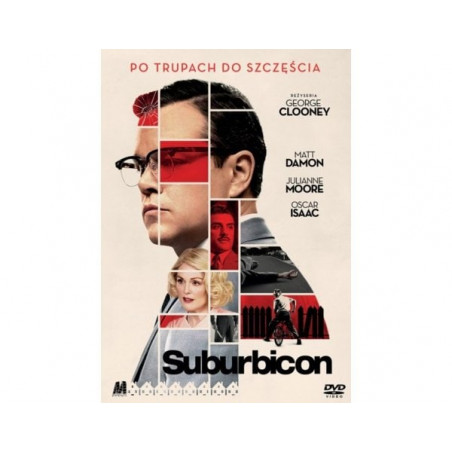 PO TRUPACH DO SZCZĘŚCIA
REŻYSERIA
GEORGE
CLOONEY
MATT
DAMON
JULIANNE
MOORE
OSCAR
ISAAC
Suburbicon
M
DVD
VIDEO